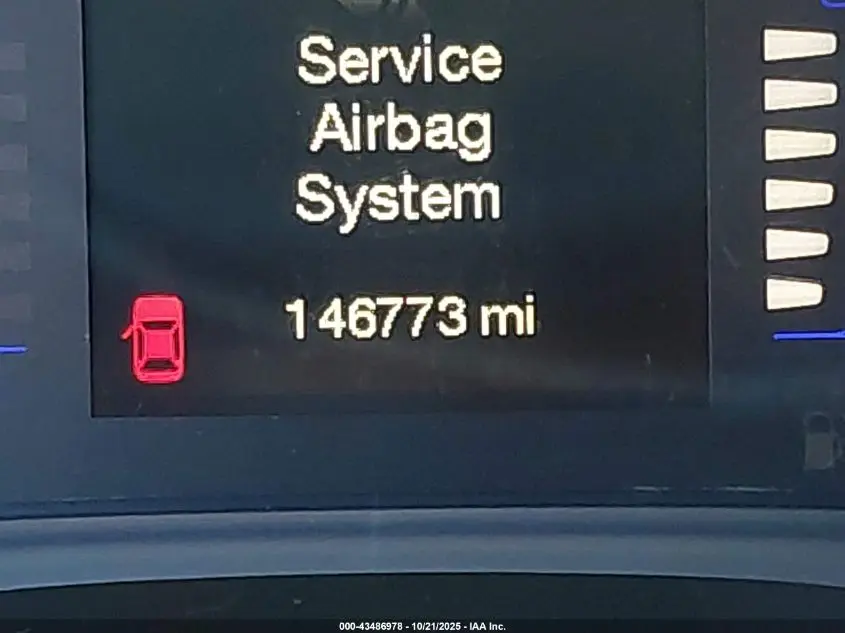 Service
Airbag
System
146773 mi
000-43486978 - 10/21/2025 - IAA Inc.